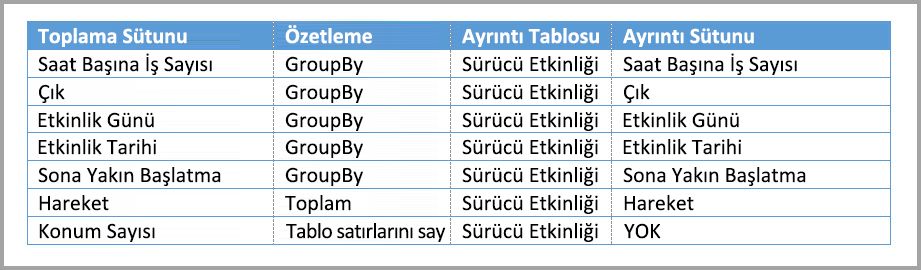 Toplama Sütunu Özetleme Ayrıntı Tablosu Ayrıntı Sütunu
Saat Başına İş Sayısı GroupBy Sürücü Etkinliği Saat Başına İş Sayısı
Çık GroupBy Sürücü Etkinliği Çık
Etkinlik Günü GroupBy Sürücü Etkinliği Etkinlik Günü
Etkinlik Tarihi GroupBy Sürücü Etkinliği Etkinlik Tarihi
Sona Yakın Başlatma GroupBy Sürücü Etkinliği Sona Yakın Başlatma
Hareket Toplam Sürücü Etkinliği Hareket
Konum Sayısı Tablo satırlarını say Sürücü Etkinliği YOK